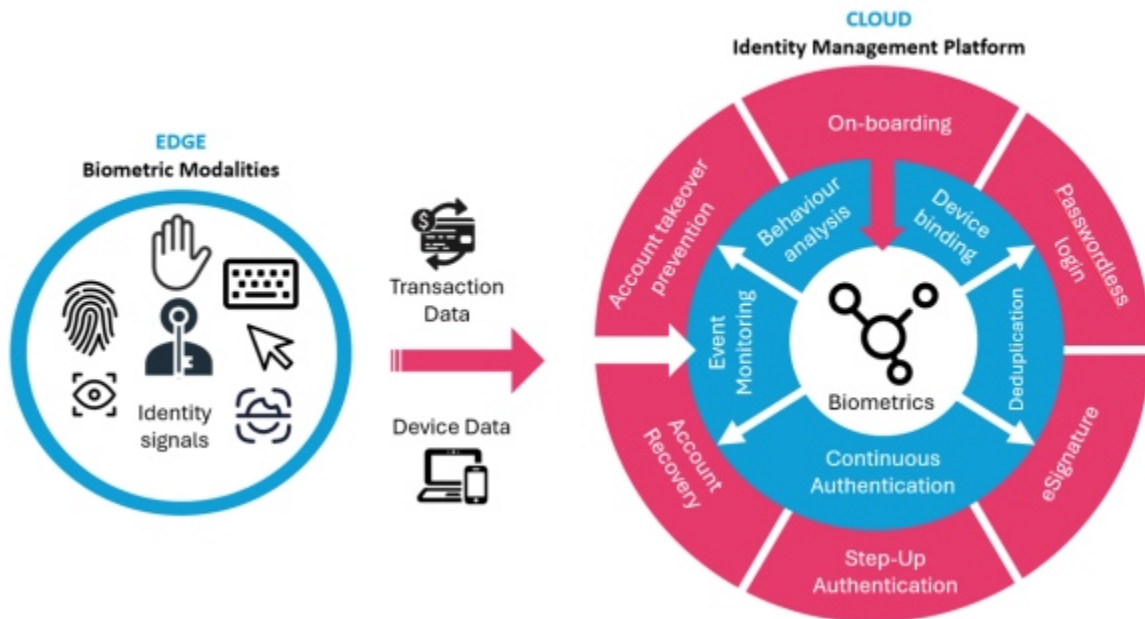 CLOUD
Identity Management Platform
EDGE
Biometric Modalities
Identity
signals
Transaction
Data
Device Data
On-boarding
Passwordless
login
eSignature
Step-Up
Authentication
Account
Recovery
Account takeover
prevention
Behaviour
analysis
Device
binding
Deduplication
Continuous
Authentication
Event
Monitoring
Biometrics
$